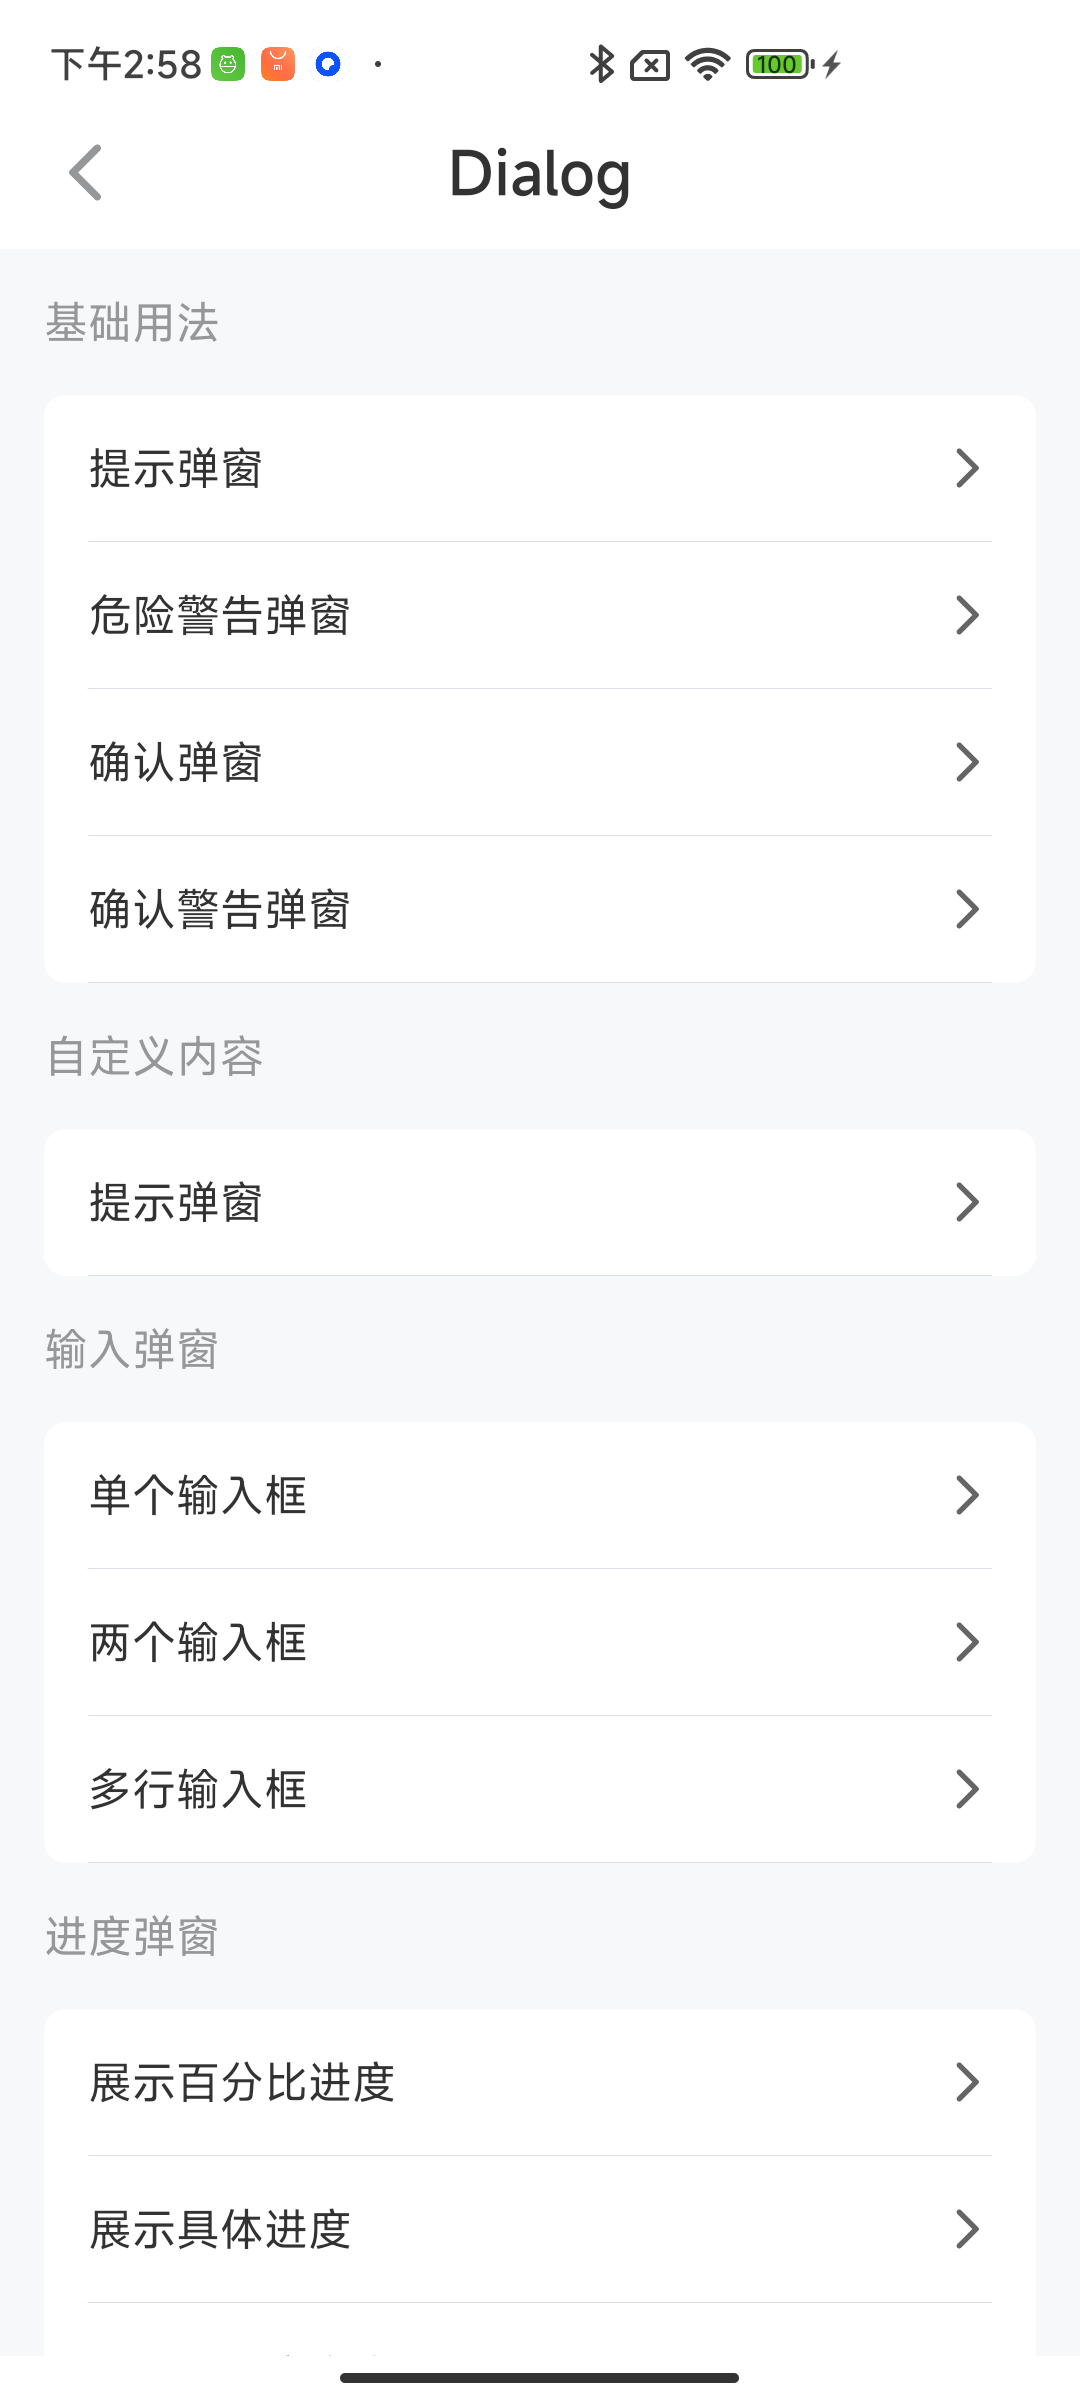 下午2:58
100
Dialog
基础用法
提示弹窗
危险警告弹窗
确认弹窗
确认警告弹窗
自定义内容
提示弹窗
输入弹窗
单个输入框
两个输入框
多行输入框
进度弹窗
展示百分比进度
展示具体进度